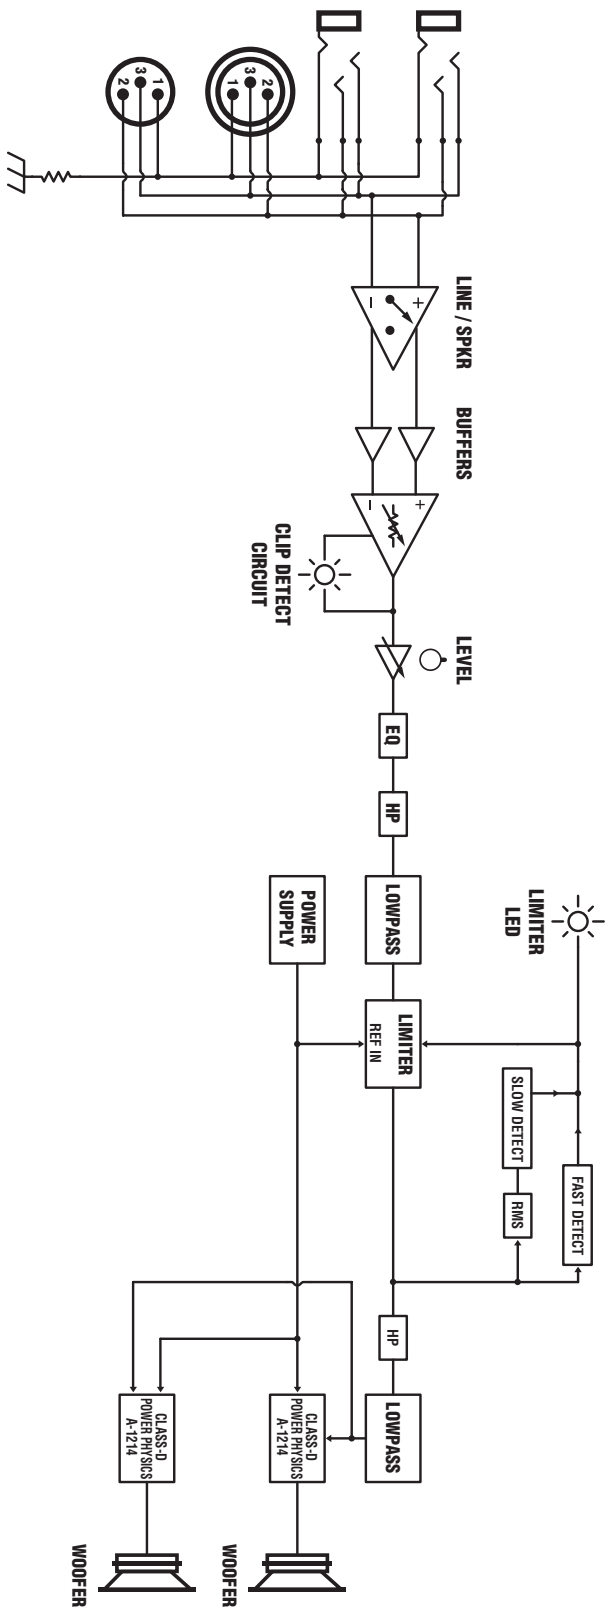 1
3
2
1
3
2
LINE / SPKR
+
–
BUFFERS
+
–
CLIP DETECT
CIRCUIT
LEVEL
EQ
HP
LOWPASS
POWER
SUPPLY
LIMITER
LED
LIMITER
REF IN
SLOW DETECT
RMS
FAST DETECT
HP
LOWPASS
CLASS-D
POWER PHYSICS
A-1214
CLASS-D
POWER PHYSICS
A-1214
WOOFER
WOOFER